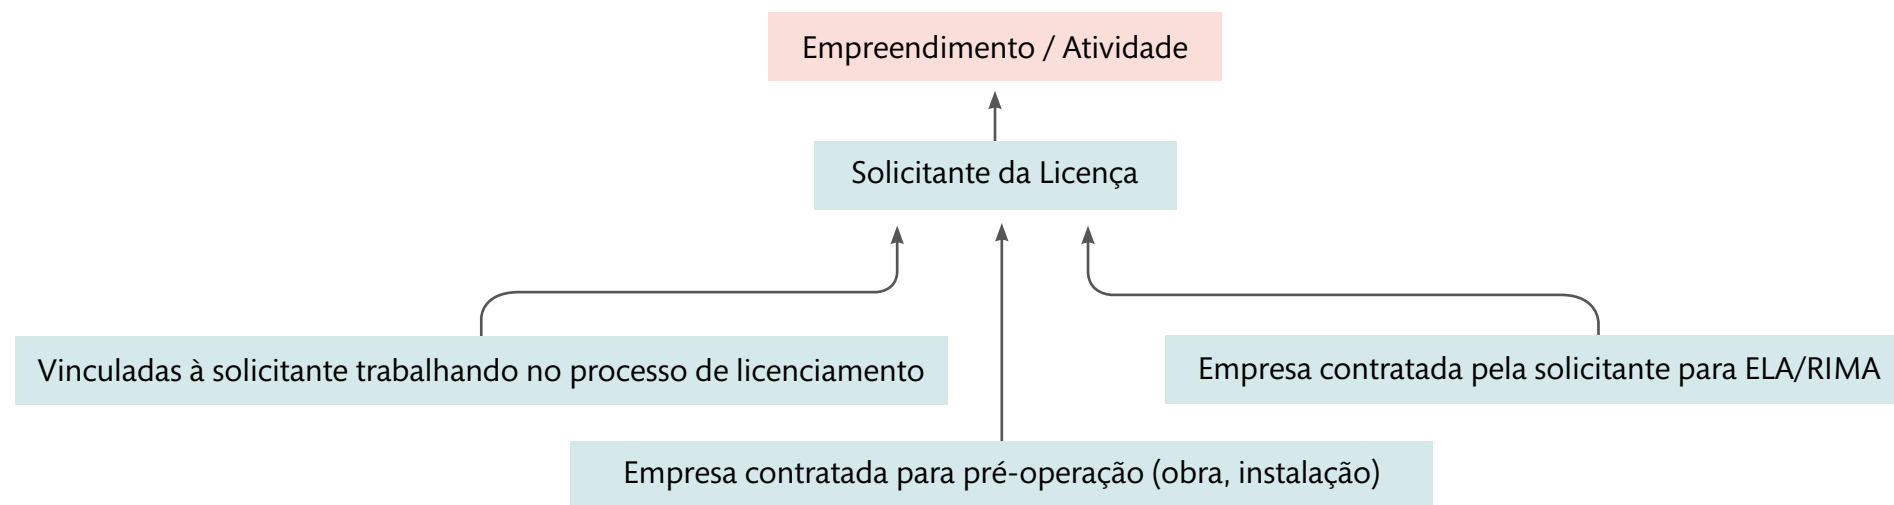 Empreendimento / Atividade
Solicitante da Licença
Vinculadas à solicitante trabalhando no processo de licenciamento
Empresa contratada pela solicitante para ELA/RIMA
Empresa contratada para pré-operação (obra, instalação)